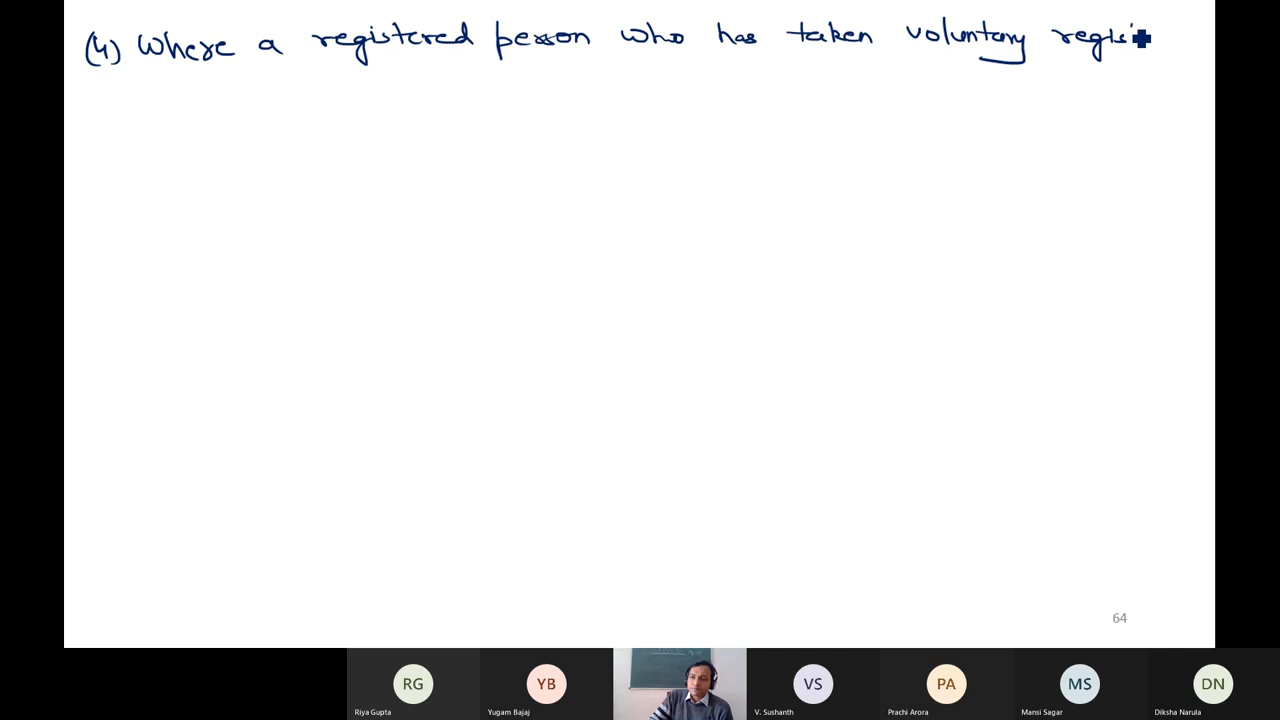 (4) Where a registered person who has taken voluntary regis
64
RG YB VS PA MS DN
Riya Gupta Yugam Bajaj V. Sushanth Prachi Arora Mansi Sagar Diksha Narula